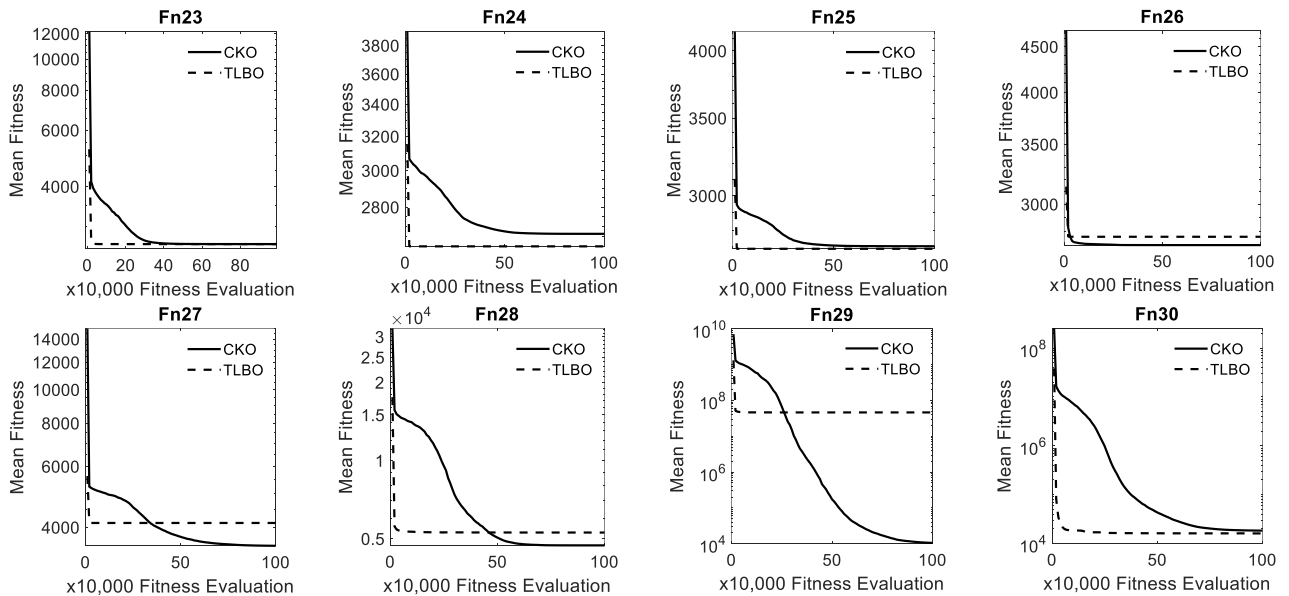 Fn23
12000
10000
8000
6000
4000
Mean Fitness
CKO
TLBO
0 20 40 60 80
x10,000 Fitness Evaluation
Fn24
3800
3600
3400
3200
3000
2800
Mean Fitness
CKO
TLBO
0 50 100
x10,000 Fitness Evaluation
Fn25
4000
3500
3000
Mean Fitness
CKO
TLBO
0 50 100
x10,000 Fitness Evaluation
Fn26
4500
4000
3500
3000
Mean Fitness
CKO
TLBO
0 50 100
x10,000 Fitness Evaluation
Fn27
14000
12000
10000
8000
6000
4000
Mean Fitness
CKO
TLBO
0 50 100
x10,000 Fitness Evaluation
Fn28
×10⁴
3
2.5
2
1.5
1
0.5
Mean Fitness
CKO
TLBO
0 50 100
x10,000 Fitness Evaluation
Fn29
10¹⁰
10⁸
10⁶
10⁴
Mean Fitness
CKO
TLBO
0 50 100
x10,000 Fitness Evaluation
Fn30
10⁸
10⁶
10⁴
Mean Fitness
CKO
TLBO
0 50 100
x10,000 Fitness Evaluation